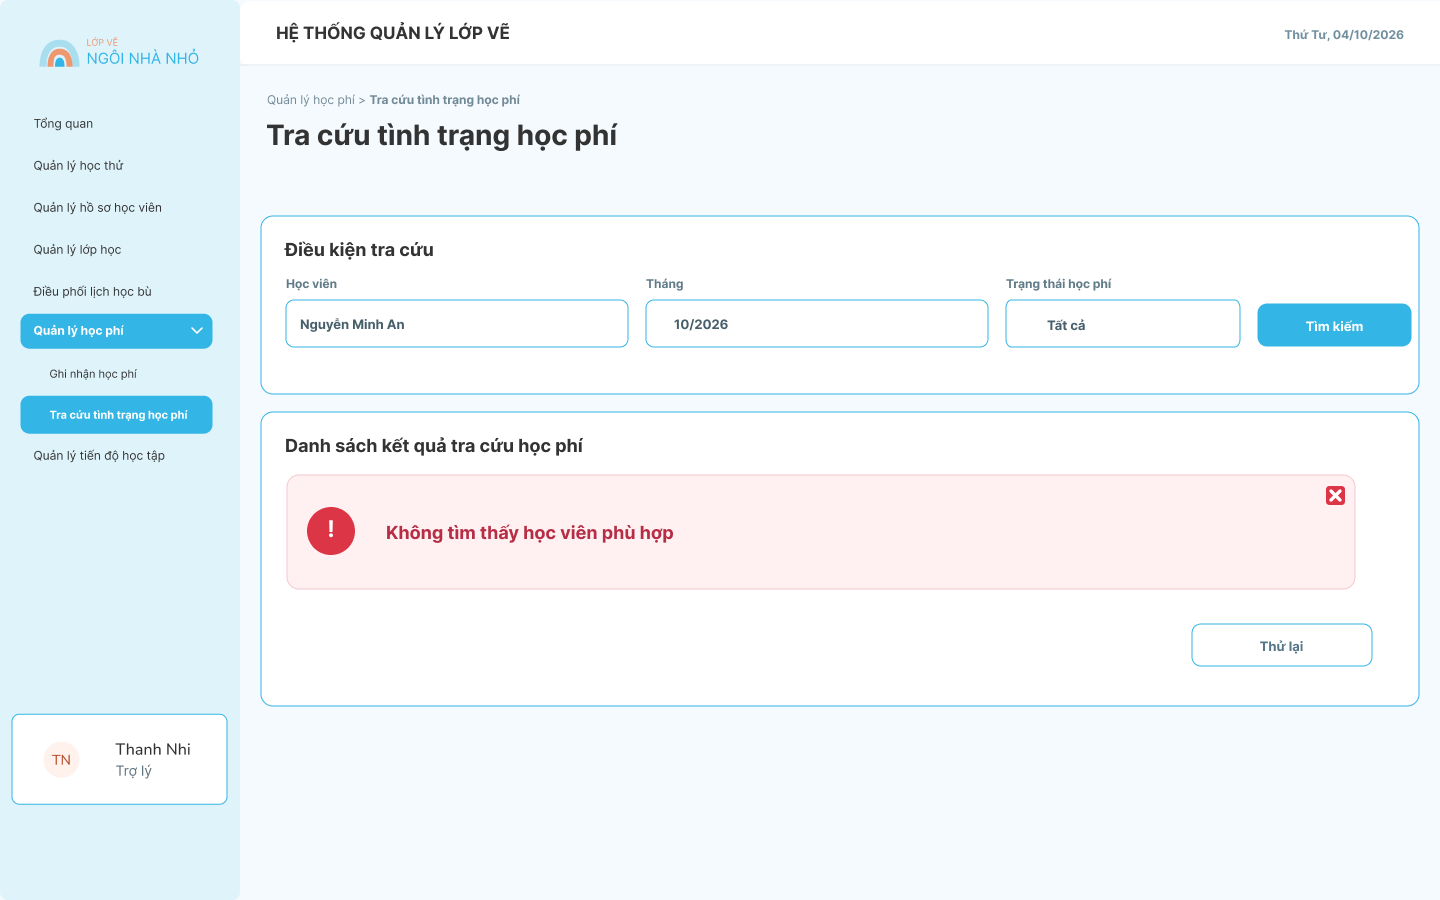 LỚP VẼ
NGÔI NHÀ NHỎ
Tổng quan
Quản lý học thử
Quản lý hồ sơ học viên
Quản lý lớp học
Điều phối lịch học bù
Quản lý học phí
Ghi nhận học phí
Tra cứu tình trạng học phí
Quản lý tiến độ học tập
TN
Thanh Nhi
Trợ lý
HỆ THỐNG QUẢN LÝ LỚP VẼ
Thứ Tư, 04/10/2026
Quản lý học phí > Tra cứu tình trạng học phí
Tra cứu tình trạng học phí
Điều kiện tra cứu
Học viên
Tháng
Trạng thái học phí
Nguyễn Minh An
10/2026
Tất cả
Tìm kiếm
Danh sách kết quả tra cứu học phí
!
Không tìm thấy học viên phù hợp
Thử lại